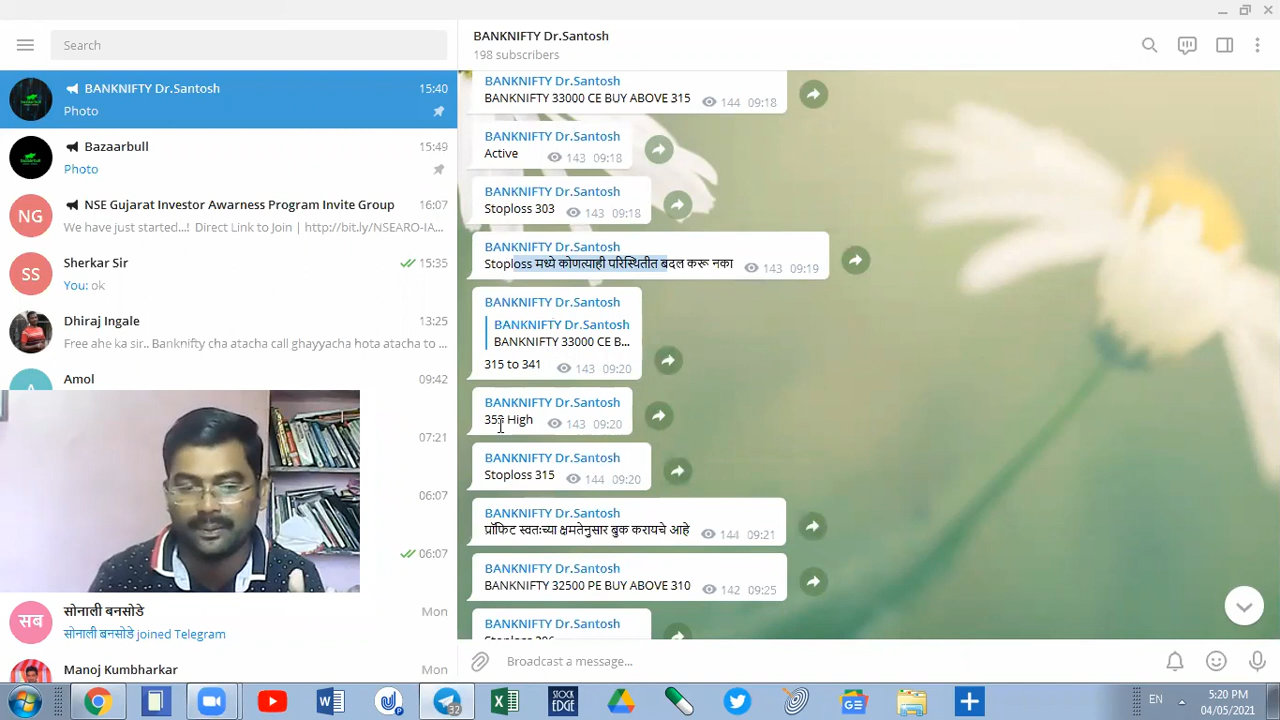 Search
BANKNIFTY Dr.Santosh
15:40
Photo
Bazaarbull
15:49
Photo
NSE Gujarat Investor Awarness Program Invite Group
16:07
We have just started...! Direct Link to Join | http://bit.ly/NSEARO-IA...
SS
Sherkar Sir
15:35
You: ok
Dhiraj Ingale
13:25
Free ahe ka sir.. Banknifty cha atacha call ghayyacha hota atacha to ...
Amol
09:42
07:21
06:07
06:07
सब
सोनाली बनसोडे
Mon
सोनाली बनसोडे joined Telegram
Manoj Kumbharkar
Mon
NG
BANKNIFTY Dr.Santosh
198 subscribers
BANKNIFTY Dr.Santosh
BANKNIFTY 33000 CE BUY ABOVE 315
144 09:18
BANKNIFTY Dr.Santosh
Active
143 09:18
BANKNIFTY Dr.Santosh
Stoploss 303
143 09:18
BANKNIFTY Dr.Santosh
Stoploss मध्ये कोणत्याही परिस्थितीत बदल करू नका
143 09:19
BANKNIFTY Dr.Santosh
BANKNIFTY Dr.Santosh
BANKNIFTY 33000 CE B...
315 to 341
143 09:20
BANKNIFTY Dr.Santosh
High
143 09:20
BANKNIFTY Dr.Santosh
Stoploss 315
144 09:20
BANKNIFTY Dr.Santosh
प्रॉफिट स्वतःच्या क्षमतेनुसार बुक करायचे आहे
144 09:21
BANKNIFTY Dr.Santosh
BANKNIFTY 32500 PE BUY ABOVE 310
142 09:25
BANKNIFTY Dr.Santosh
Broadcast a message...
32
STOCK
EDGE
EN
5:20 PM
04/05/2021